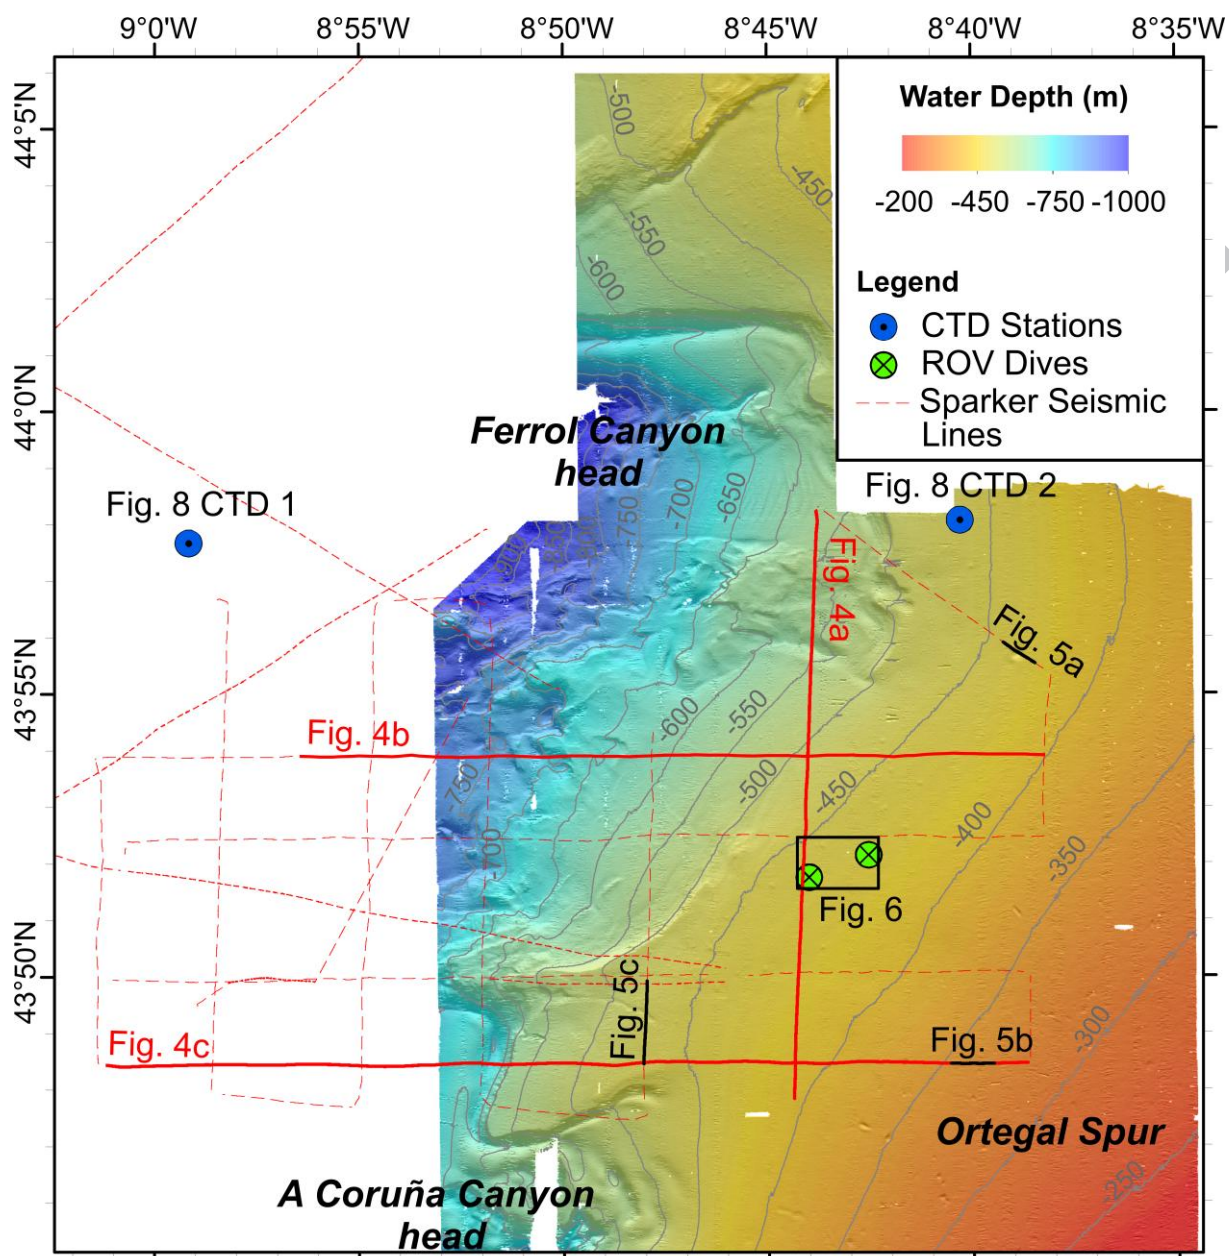 9°0'W
8°55'W
8°50'W
8°45'W
8°40'W
8°35'W
44°5'N
44°0'N
43°55'N
43°50'N
Water Depth (m)
-200
-450
-750
-1000
Legend
CTD Stations
ROV Dives
Sparker Seismic
Lines
-500
-450
-550
-600
Ferrol Canyon
head
Fig. 8 CTD 1
Fig. 8 CTD 2
-650
-700
-750
-900
Fig. 4a
Fig. 5a
-600
-550
-500
-450
-400
-350
Fig. 4b
-750
-700
Fig. 6
Fig. 5c
Fig. 4c
Fig. 5b
-300
Ortegal Spur
-250
A Coruña Canyon
head